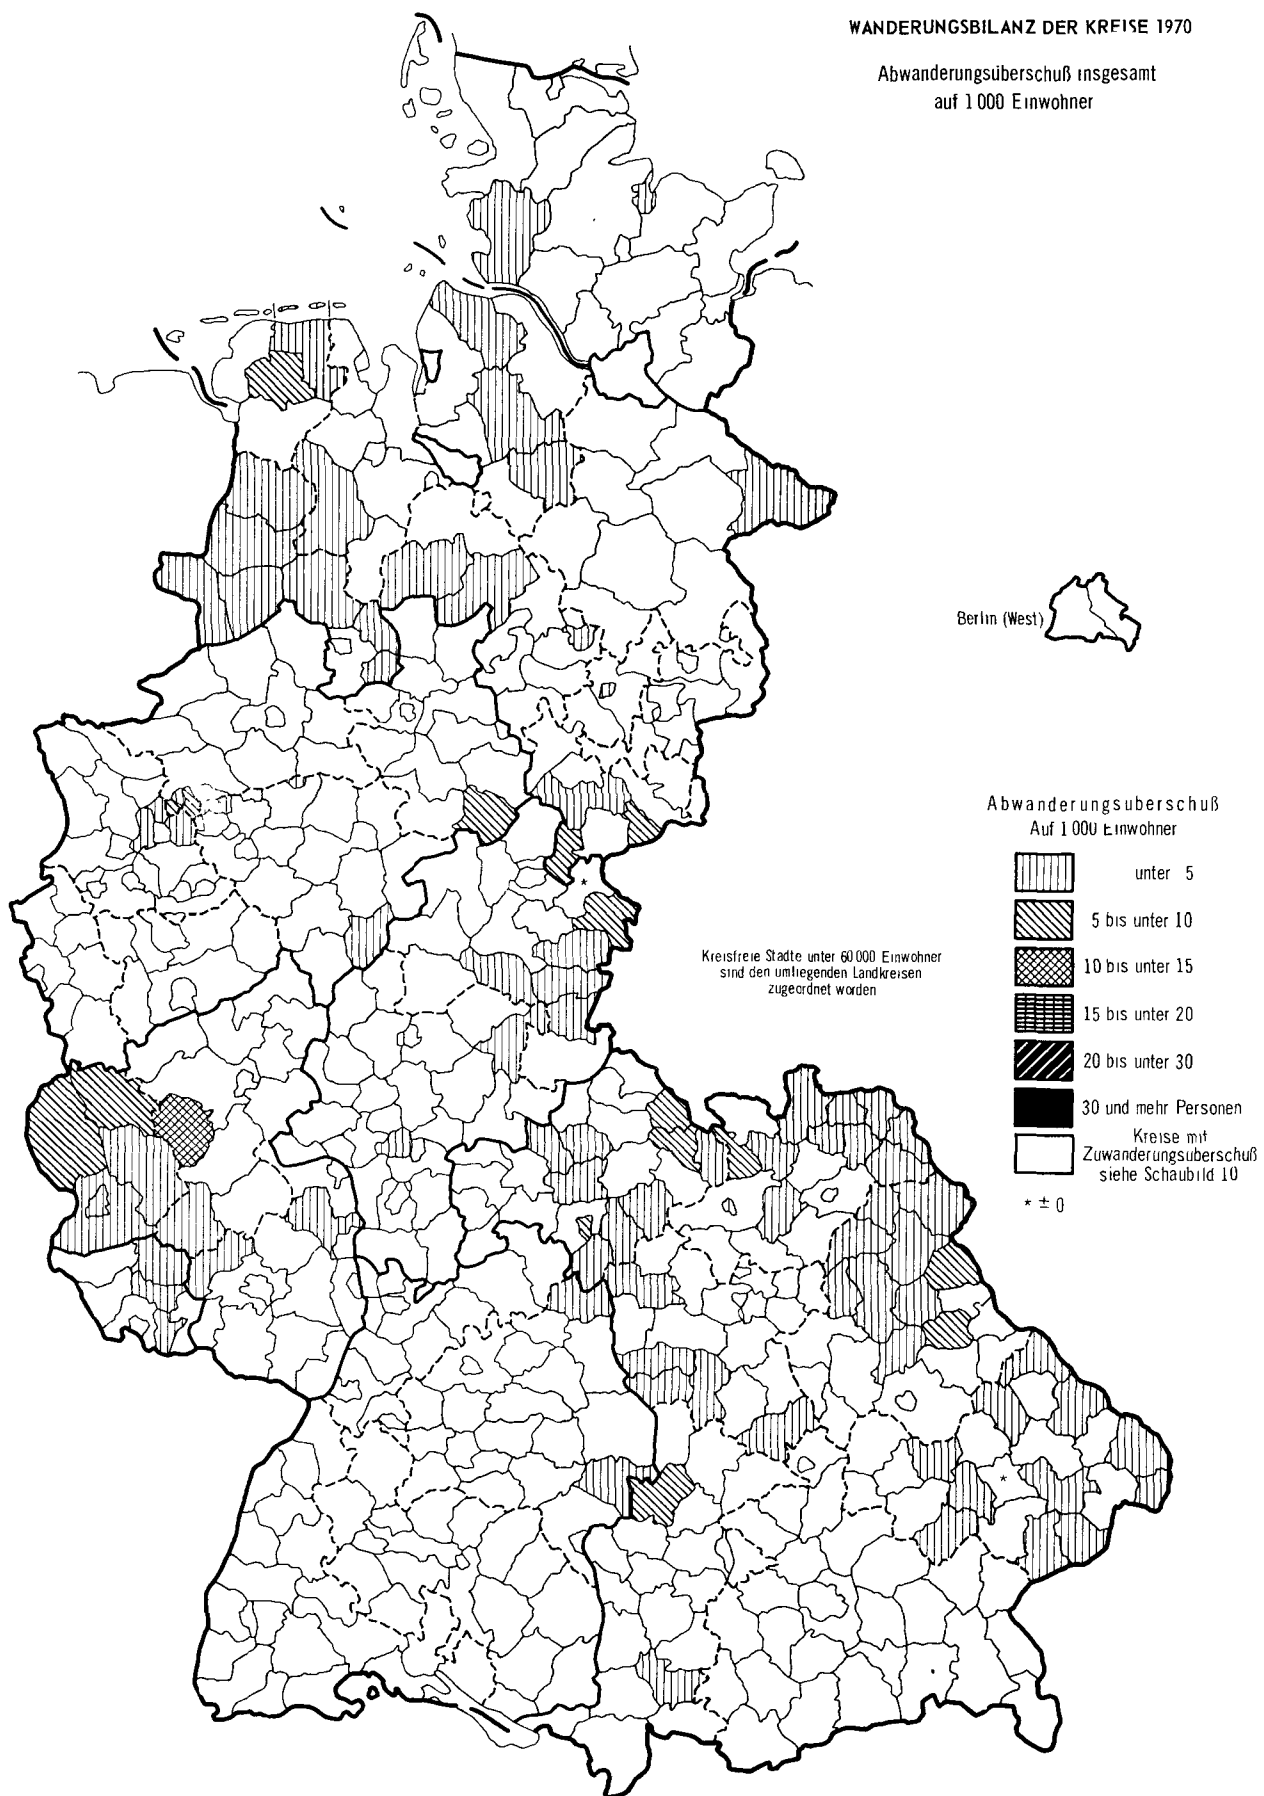 WANDERUNGSBILANZ DER KREISE 1970
Abwanderungsüberschuß insgesamt
auf 1 000 Einwohner
Berlin (West)
Abwanderungsuberschuß
Auf 1 000 Einwohner
unter 5
5 bis unter 10
10 bis unter 15
15 bis unter 20
20 bis unter 30
30 und mehr Personen
Kreise mit
Zuwanderungsuberschuß
siehe Schaubild 10
* ± 0
Kreisfreie Stadte unter 60 000 Einwohner
sind den umliegenden Landkreisen
zugeordnet worden
*
*